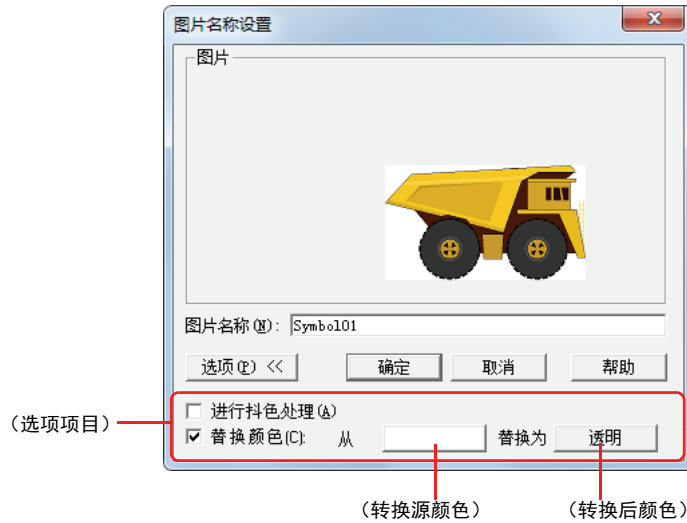 图片名称设置
图片
图片名称(N): Symbol01
选项(P) << 确定 取消 帮助
进行抖色处理(A)
（选项项目）
替换颜色(C): 从 替换为 透明
（转换源颜色） （转换后颜色）